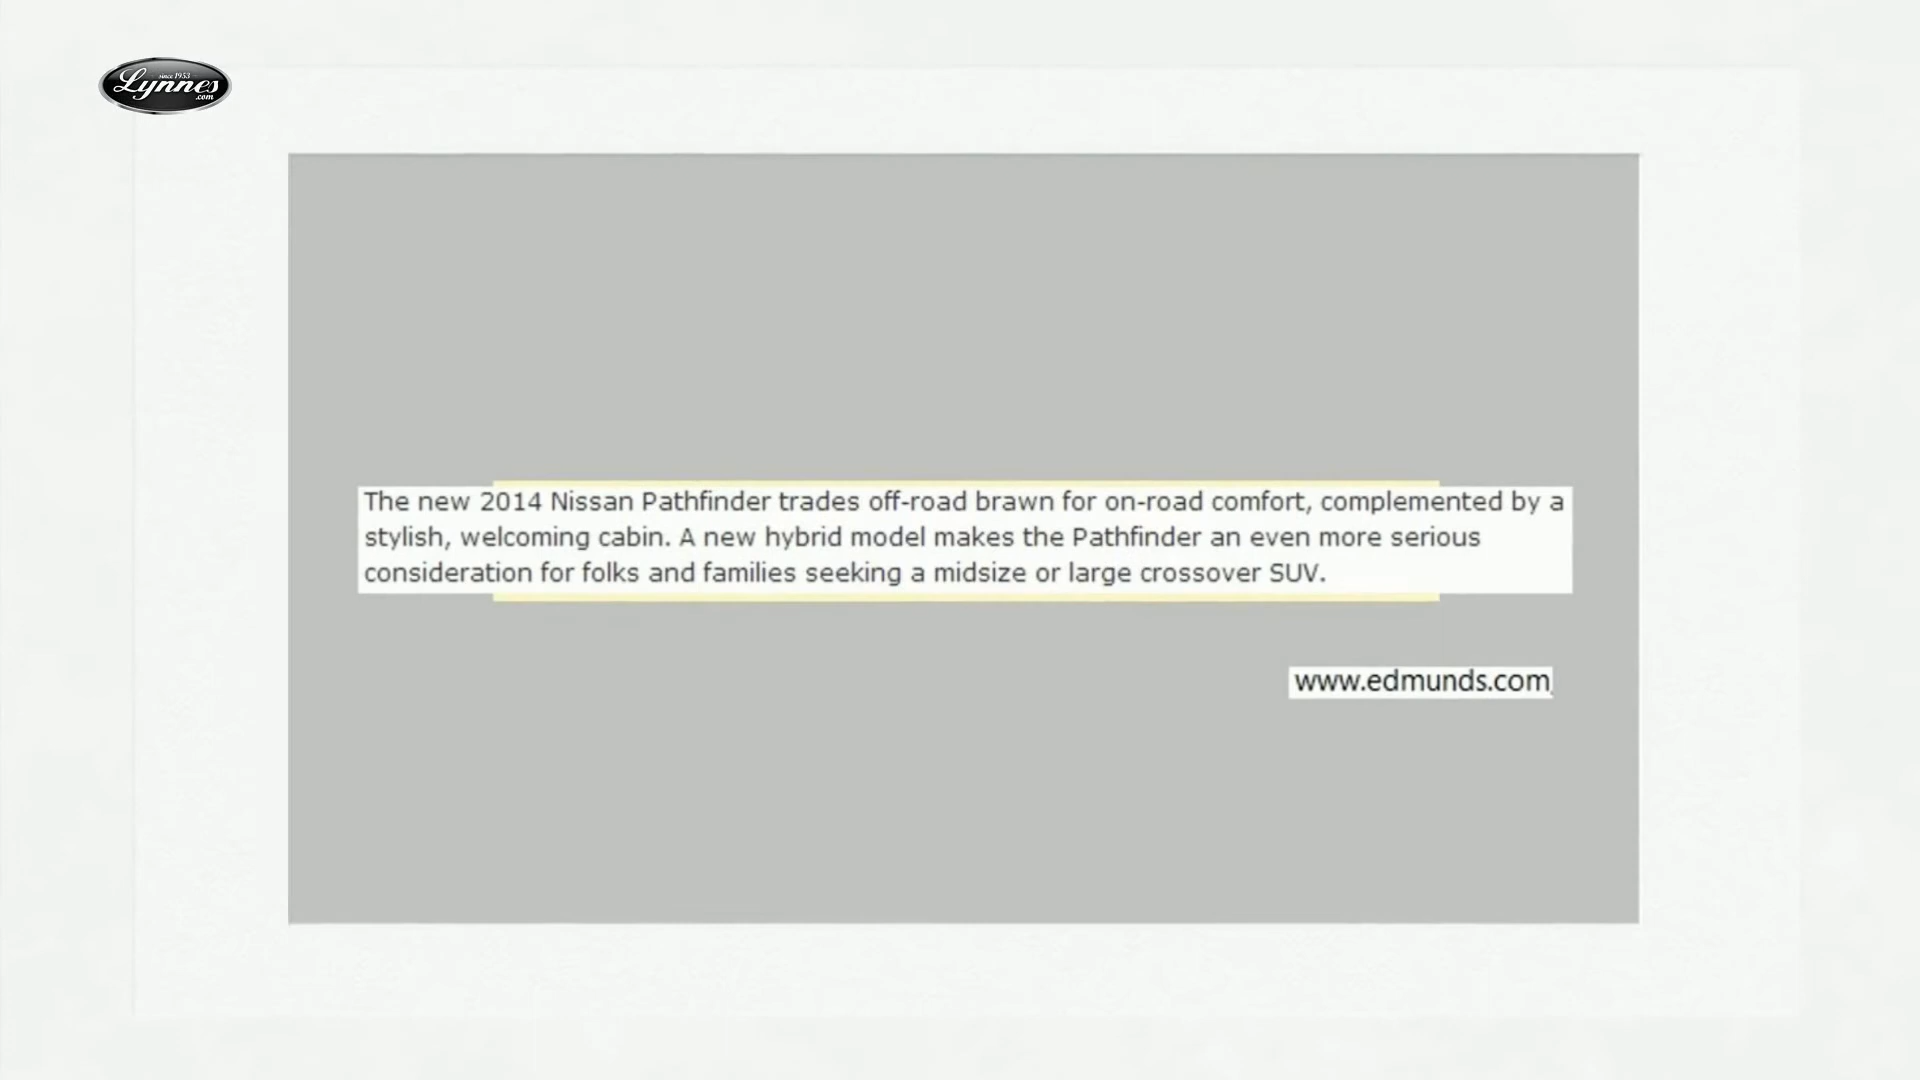 since 1953
Lynnes
.com
The new 2014 Nissan Pathfinder trades off-road brawn for on-road comfort, complemented by a
stylish, welcoming cabin. A new hybrid model makes the Pathfinder an even more serious
consideration for folks and families seeking a midsize or large crossover SUV.
www.edmunds.com